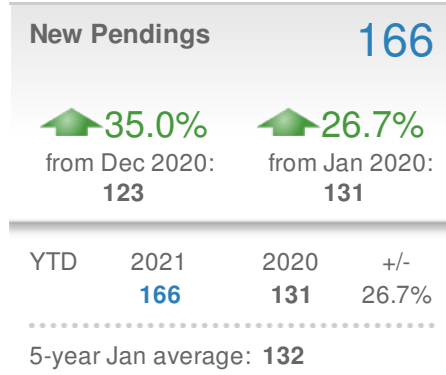 New Pendings 166
35.0% 26.7%
from Dec 2020: from Jan 2020:
123 131
YTD 2021 2020 +/-
166 131 26.7%
5-year Jan average: 132